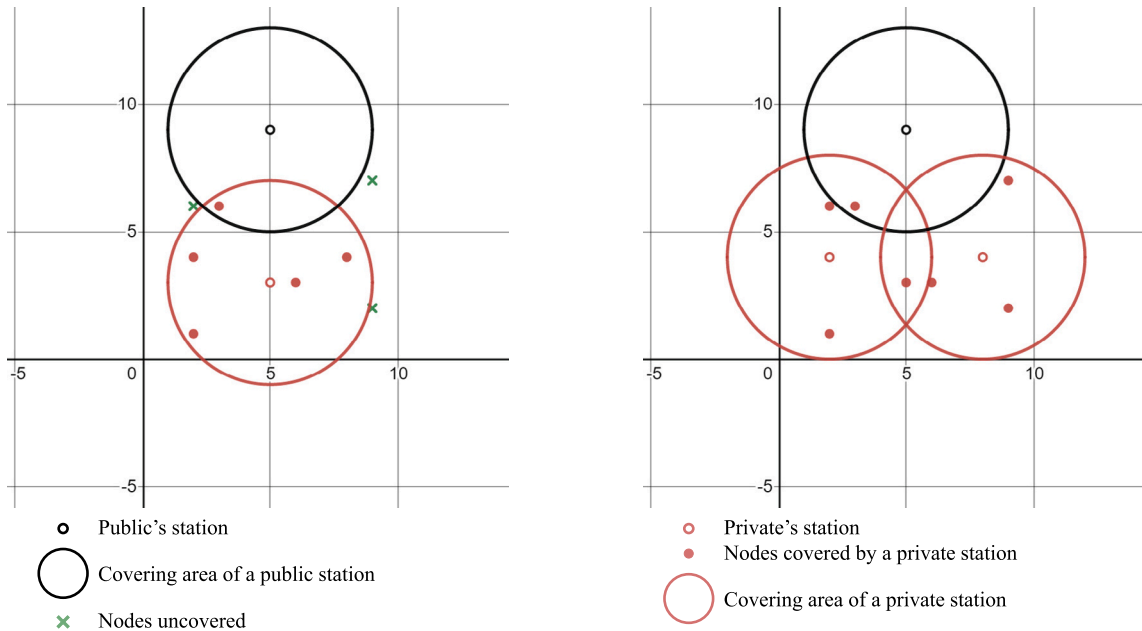 10
5
-5
0
5
10
-5
10
5
-5
0
5
10
-5
Public's station
Covering area of a public station
Nodes uncovered
Private's station
Nodes covered by a private station
Covering area of a private station